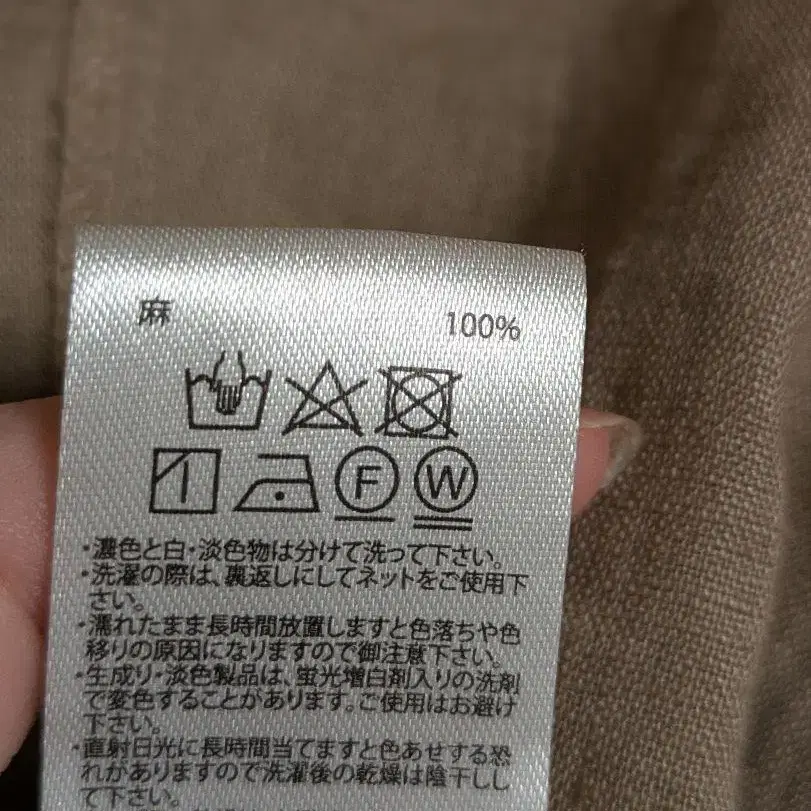 麻 100%
F W
・濃色と白・淡色物は分けて洗って下さい。
・洗濯の際は、裏返しにしてネットをご使用下
さい。
・濡れたまま長時間放置しますと色落ちや色
移りの原因になりますので御注意下さい。
・生成り・淡色製品は、蛍光増白剤入りの洗剤
で変色することがあります。ご使用はお避け
下さい。
・直射日光に長時間当てますと色あせする恐
れがありますので洗濯後の乾燥は陰干しし
て下さい。